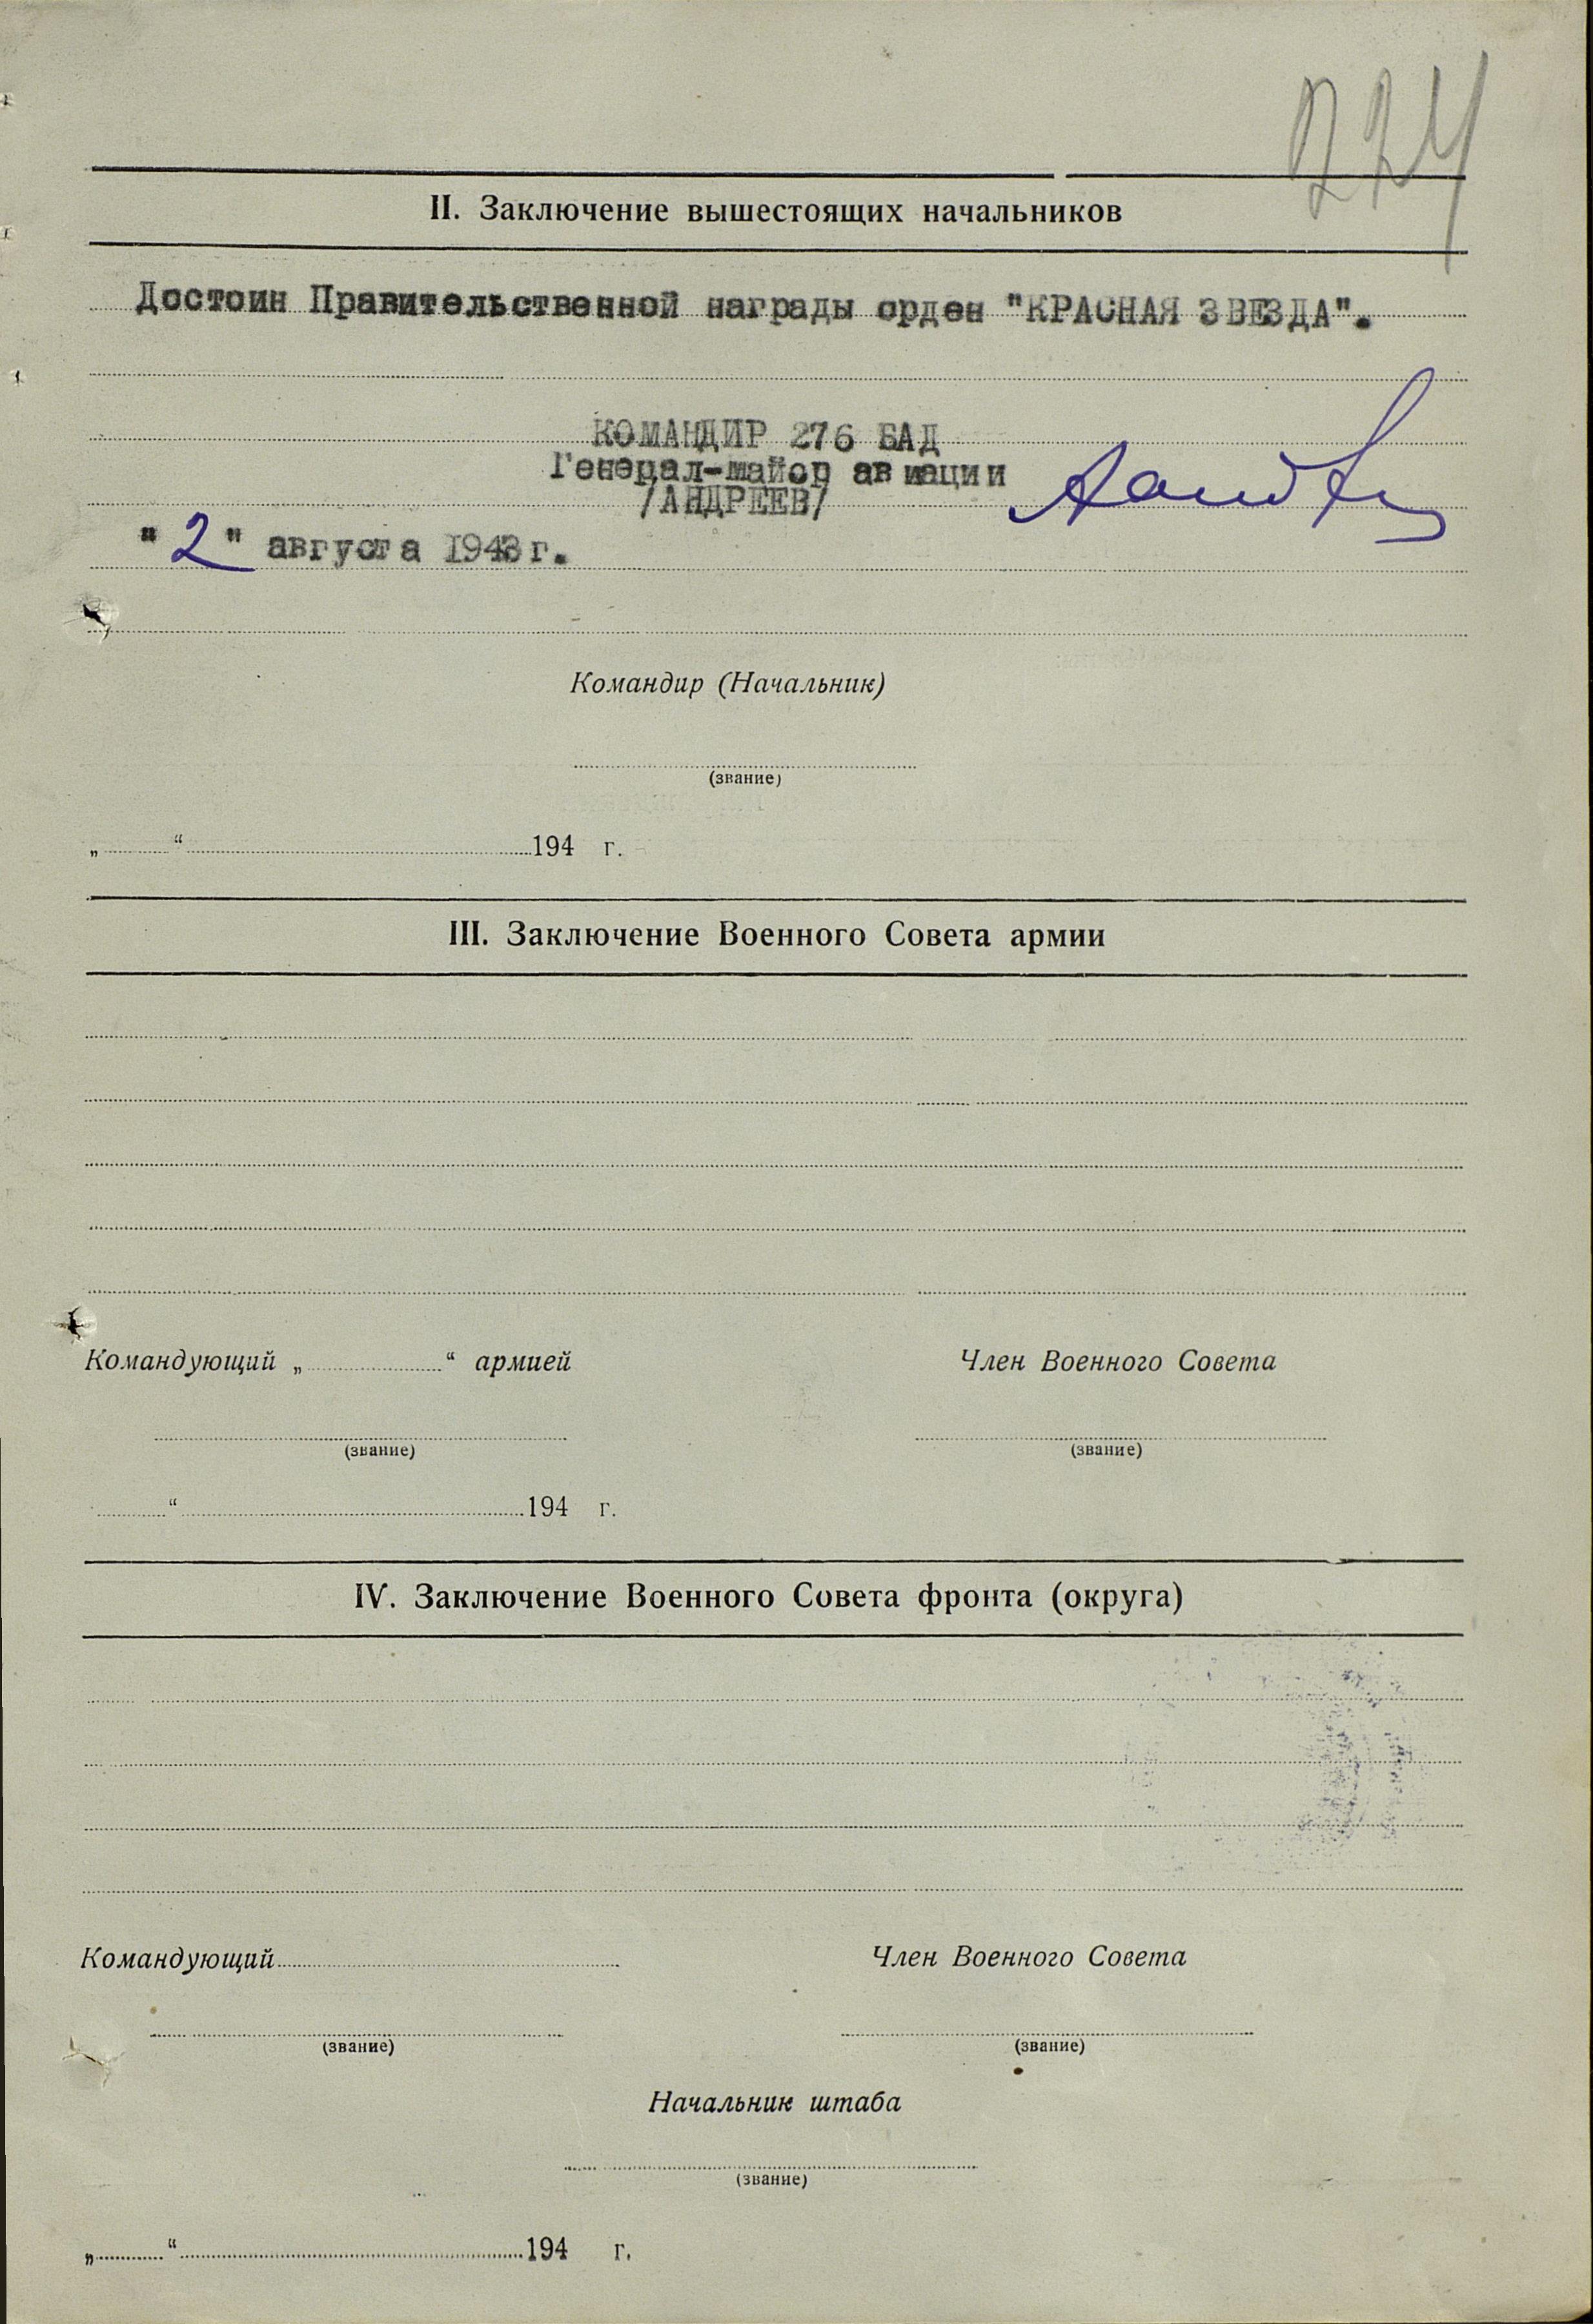 224
II. Заключение вышестоящих начальников
Достоин Правительственной награды орден "КРАСНАЯ ЗВЕЗДА".
КОМАНДИР 276 БАД
Генерал-майор авиации
/АНДРЕЕВ/
"2" августа 1943 г.
Командир (Начальник)
(звание)
„ “ 194 г.
III. Заключение Военного Совета армии
Командующий „ “ армией Член Военного Совета
(звание) (звание)
“ 194 г.
IV. Заключение Военного Совета фронта (округа)
Командующий Член Военного Совета
(звание) (звание)
Начальник штаба
(звание)
„ “ 194 г.